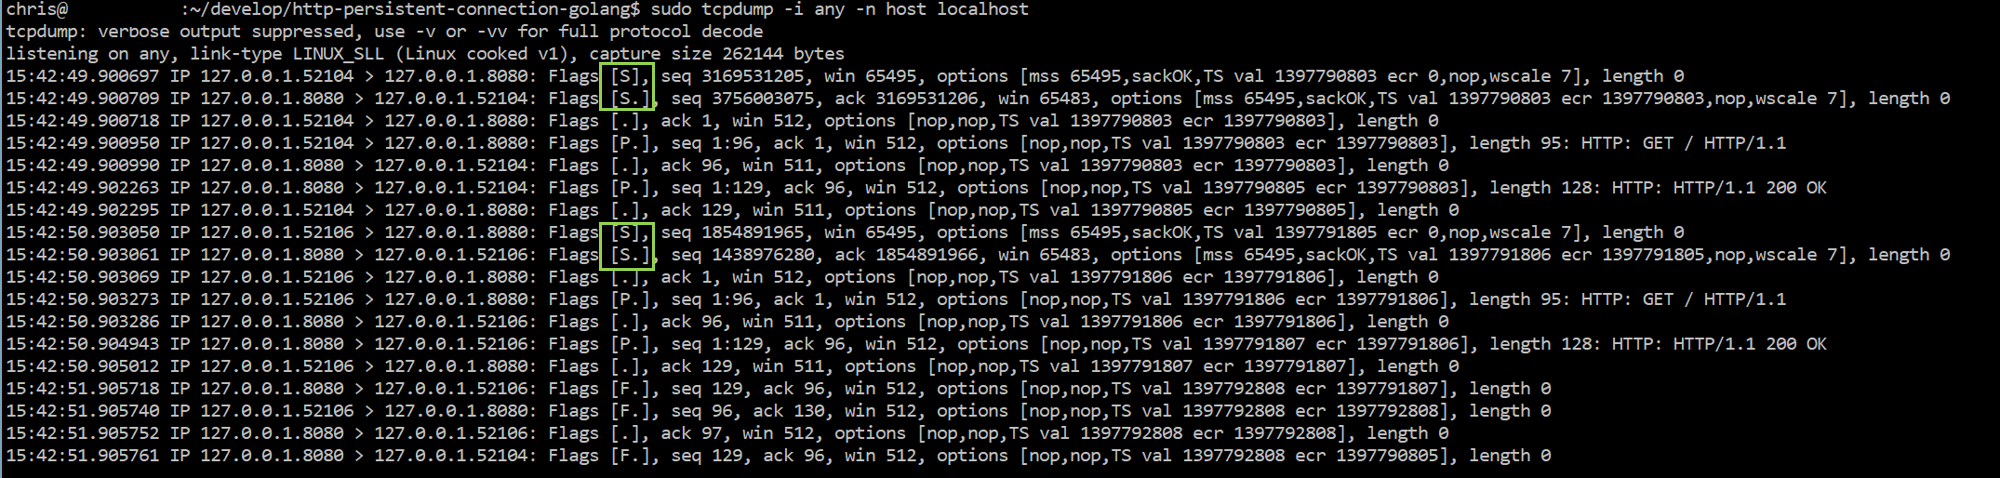 chris@ :~/develop/http-persistent-connection-golang$ sudo tcpdump -i any -n host localhost
tcpdump: verbose output suppressed, use -v or -vv for full protocol decode
listening on any, link-type LINUX_SLL (Linux cooked v1), capture size 262144 bytes
15:42:49.900697 IP 127.0.0.1.52104 > 127.0.0.1.8080: Flags [S], seq 3169531205, win 65495, options [mss 65495,sackOK,TS val 1397790803 ecr 0,nop,wscale 7], length 0
15:42:49.900709 IP 127.0.0.1.8080 > 127.0.0.1.52104: Flags [S.], seq 3756003075, ack 3169531206, win 65483, options [mss 65495,sackOK,TS val 1397790803 ecr 1397790803,nop,wscale 7], length 0
15:42:49.900718 IP 127.0.0.1.52104 > 127.0.0.1.8080: Flags [.], ack 1, win 512, options [nop,nop,TS val 1397790803 ecr 1397790803], length 0
15:42:49.900950 IP 127.0.0.1.52104 > 127.0.0.1.8080: Flags [P.], seq 1:96, ack 1, win 512, options [nop,nop,TS val 1397790803 ecr 1397790803], length 95: HTTP: GET / HTTP/1.1
15:42:49.900990 IP 127.0.0.1.8080 > 127.0.0.1.52104: Flags [.], ack 96, win 511, options [nop,nop,TS val 1397790803 ecr 1397790803], length 0
15:42:49.902263 IP 127.0.0.1.8080 > 127.0.0.1.52104: Flags [P.], seq 1:129, ack 96, win 512, options [nop,nop,TS val 1397790805 ecr 1397790803], length 128: HTTP: HTTP/1.1 200 OK
15:42:49.902295 IP 127.0.0.1.52104 > 127.0.0.1.8080: Flags [.], ack 129, win 511, options [nop,nop,TS val 1397790805 ecr 1397790805], length 0
15:42:50.903050 IP 127.0.0.1.52106 > 127.0.0.1.8080: Flags [S], seq 1854891965, win 65495, options [mss 65495,sackOK,TS val 1397791805 ecr 0,nop,wscale 7], length 0
15:42:50.903061 IP 127.0.0.1.8080 > 127.0.0.1.52106: Flags [S.], seq 1438976280, ack 1854891966, win 65483, options [mss 65495,sackOK,TS val 1397791806 ecr 1397791805,nop,wscale 7], length 0
15:42:50.903069 IP 127.0.0.1.52106 > 127.0.0.1.8080: Flags [.], ack 1, win 512, options [nop,nop,TS val 1397791806 ecr 1397791806], length 0
15:42:50.903273 IP 127.0.0.1.52106 > 127.0.0.1.8080: Flags [P.], seq 1:96, ack 1, win 512, options [nop,nop,TS val 1397791806 ecr 1397791806], length 95: HTTP: GET / HTTP/1.1
15:42:50.903286 IP 127.0.0.1.8080 > 127.0.0.1.52106: Flags [.], ack 96, win 511, options [nop,nop,TS val 1397791806 ecr 1397791806], length 0
15:42:50.904943 IP 127.0.0.1.8080 > 127.0.0.1.52106: Flags [P.], seq 1:129, ack 96, win 512, options [nop,nop,TS val 1397791807 ecr 1397791806], length 128: HTTP: HTTP/1.1 200 OK
15:42:50.905012 IP 127.0.0.1.52106 > 127.0.0.1.8080: Flags [.], ack 129, win 511, options [nop,nop,TS val 1397791807 ecr 1397791807], length 0
15:42:51.905718 IP 127.0.0.1.8080 > 127.0.0.1.52106: Flags [F.], seq 129, ack 96, win 512, options [nop,nop,TS val 1397792808 ecr 1397791807], length 0
15:42:51.905740 IP 127.0.0.1.52106 > 127.0.0.1.8080: Flags [F.], seq 96, ack 130, win 512, options [nop,nop,TS val 1397792808 ecr 1397792808], length 0
15:42:51.905752 IP 127.0.0.1.8080 > 127.0.0.1.52106: Flags [.], ack 97, win 512, options [nop,nop,TS val 1397792808 ecr 1397792808], length 0
15:42:51.905761 IP 127.0.0.1.8080 > 127.0.0.1.52104: Flags [F.], seq 129, ack 96, win 512, options [nop,nop,TS val 1397792808 ecr 1397790805], length 0